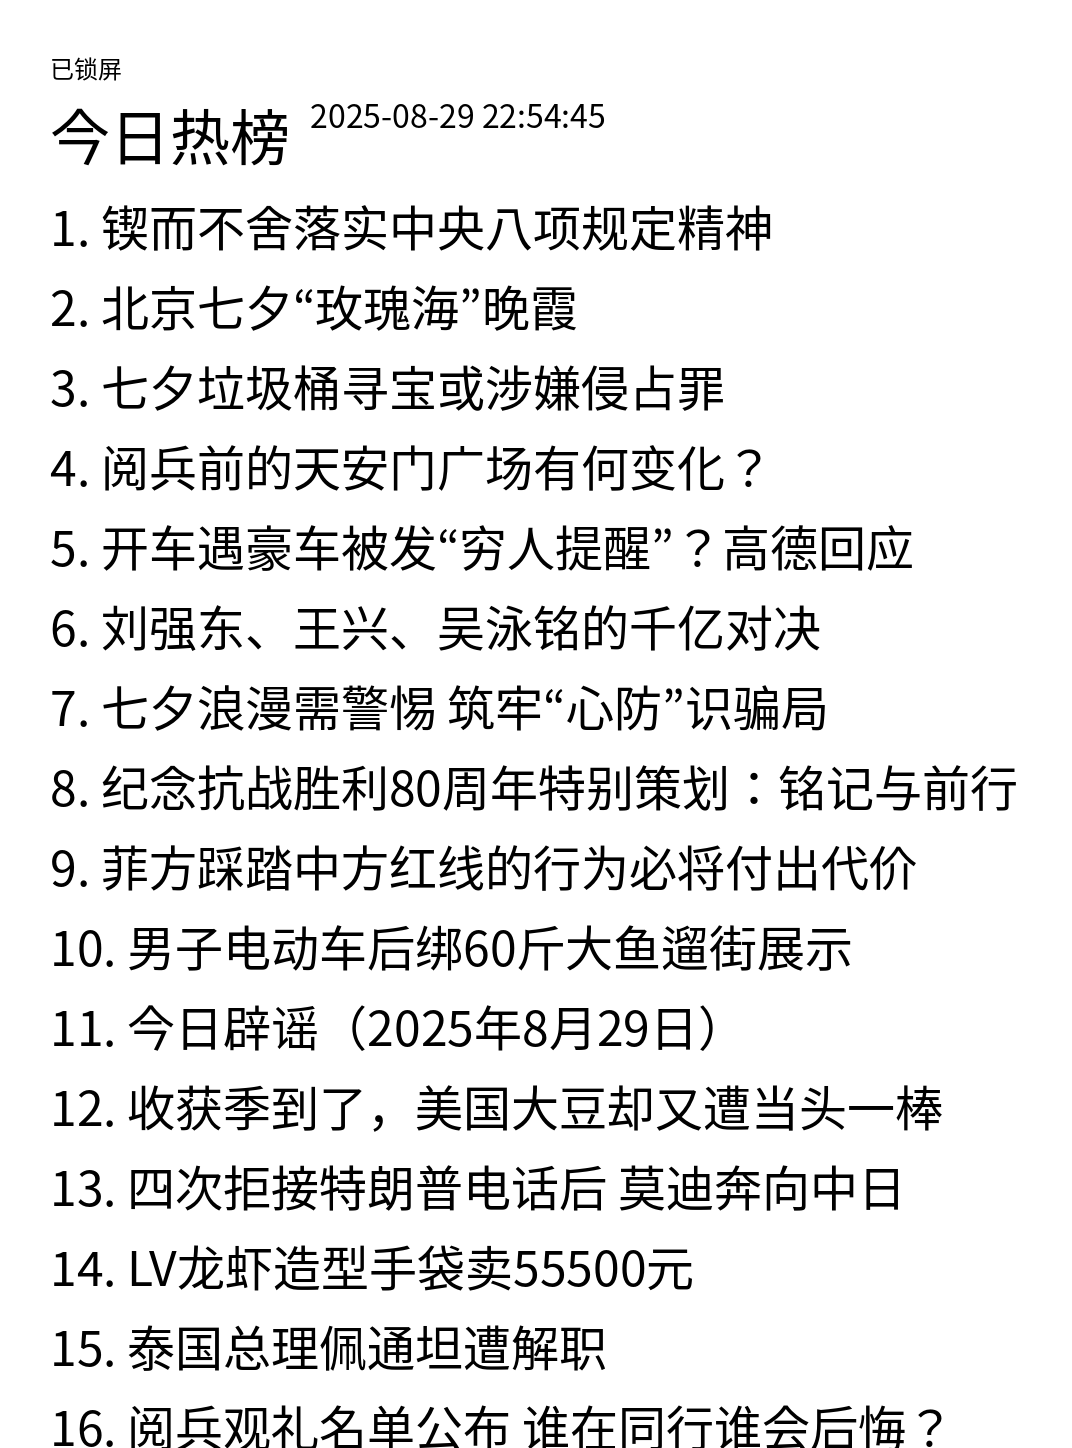 已锁屏
今日热榜 2025-08-29 22:54:45
1. 锲而不舍落实中央八项规定精神
2. 北京七夕“玫瑰海”晚霞
3. 七夕垃圾桶寻宝或涉嫌侵占罪
4. 阅兵前的天安门广场有何变化？
5. 开车遇豪车被发“穷人提醒”？高德回应
6. 刘强东、王兴、吴泳铭的千亿对决
7. 七夕浪漫需警惕 筑牢“心防”识骗局
8. 纪念抗战胜利80周年特别策划：铭记与前行
9. 菲方踩踏中方红线的行为必将付出代价
10. 男子电动车后绑60斤大鱼遛街展示
11. 今日辟谣（2025年8月29日）
12. 收获季到了，美国大豆却又遭当头一棒
13. 四次拒接特朗普电话后 莫迪奔向中日
14. LV龙虾造型手袋卖55500元
15. 泰国总理佩通坦遭解职
16. 阅兵观礼名单公布 谁在同行谁会后悔？